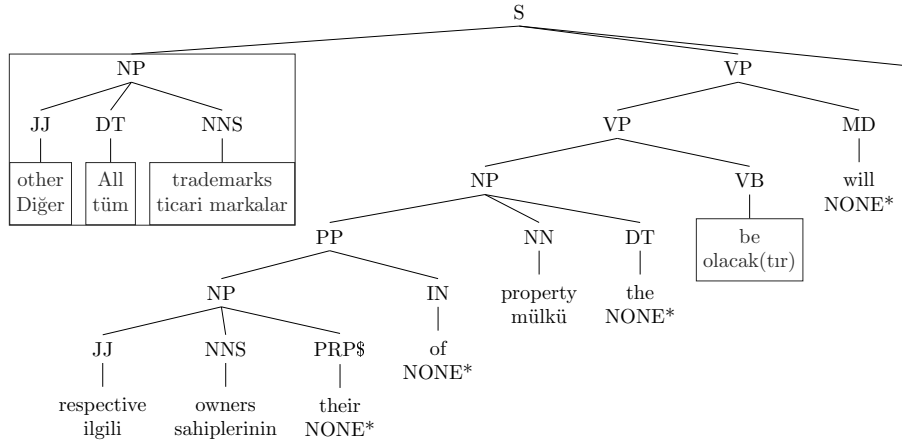 S
NP VP
JJ DT NNS VP MD
other All trademarks NP VB will
Diğer tüm ticari markalar NONE*
PP NN DT be
olacak(tır)
NP IN property the
mülkü NONE*
JJ NNS PRP$ of
NONE*
respective owners their
ilgili sahiplerinin NONE*